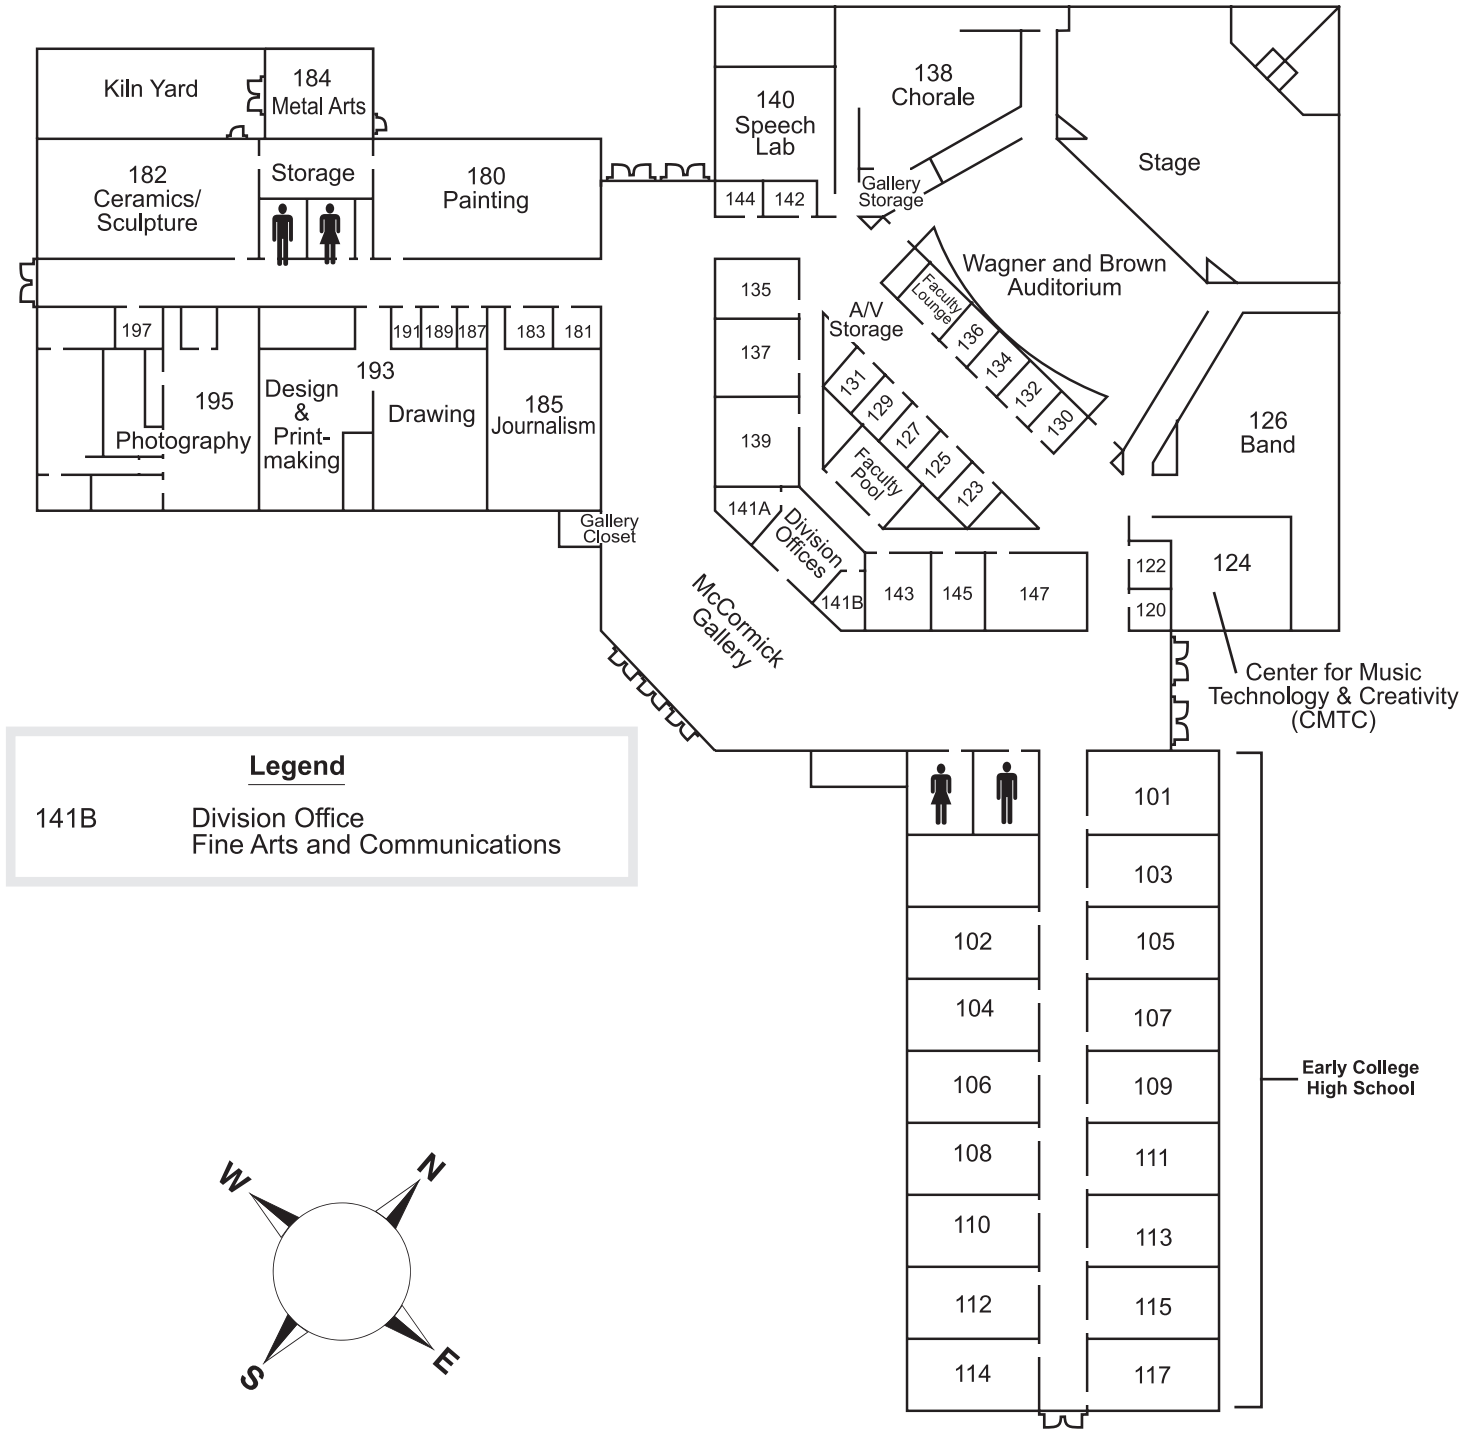 Kiln Yard
184
Metal Arts
182
Ceramics/
Sculpture
Storage
180
Painting
140
Speech
Lab
144
142
138
Chorale
Gallery
Storage
Stage
Wagner and Brown
Auditorium
135
137
139
A/V
Storage
Faculty
Lounge
136
134
132
130
131
129
127
125
123
Faculty
Pool
126
Band
197
191
189
187
183
181
195
Photography
193
Design
&
Print-
making
Drawing
185
Journalism
Gallery
Closet
141A
Division
Offices
141B
143
145
147
122
120
124
McCormick
Gallery
Center for Music
Technology & Creativity
(CMTC)
Legend
141B Division Office
Fine Arts and Communications
101
103
102
105
104
107
106
109
108
111
110
113
112
115
114
117
Early College
High School
W
N
S
E